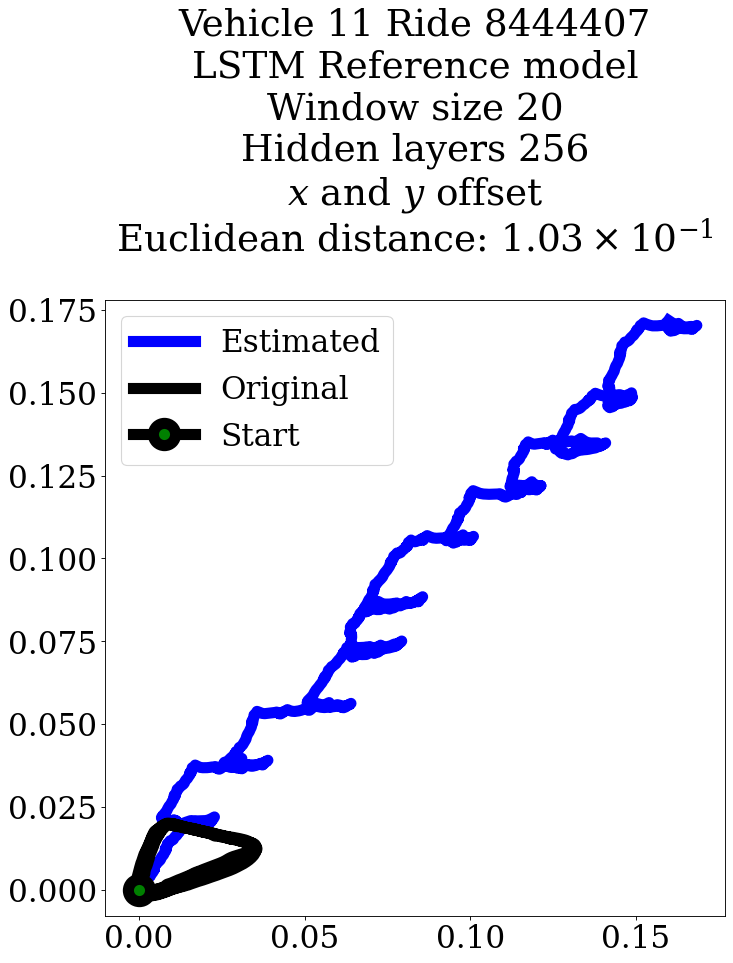 Vehicle 11 Ride 8444407
LSTM Reference model
Window size 20
Hidden layers 256
x and y offset
Euclidean distance: 1.03 × 10⁻¹
Estimated
Original
Start
0.175
0.150
0.125
0.100
0.075
0.050
0.025
0.000
0.00 0.05 0.10 0.15